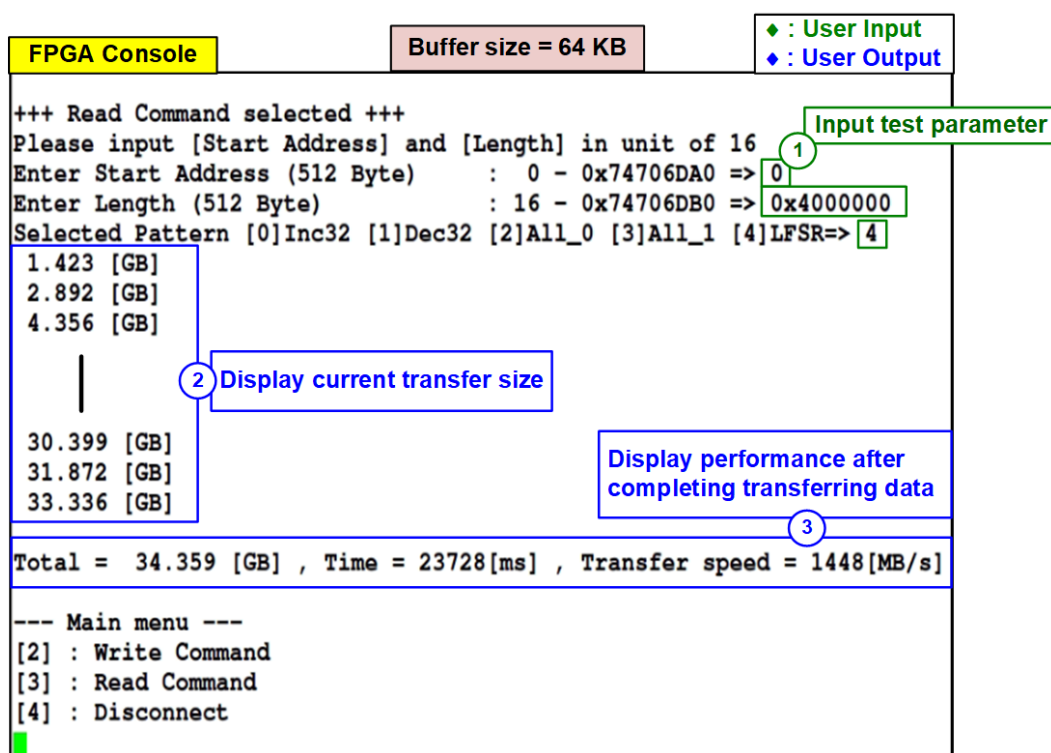 FPGA Console
Buffer size = 64 KB
◆ : User Input
◆ : User Output
+++ Read Command selected +++
Please input [Start Address] and [Length] in unit of 16
1
Input test parameter
Enter Start Address (512 Byte)      :  0 - 0x74706DA0 => 0
Enter Length (512 Byte)             : 16 - 0x74706DB0 => 0x4000000
Selected Pattern [0]Inc32 [1]Dec32 [2]All_0 [3]All_1 [4]LFSR=> 4
1.423 [GB]
2.892 [GB]
4.356 [GB]
2 Display current transfer size
30.399 [GB]
31.872 [GB]
33.336 [GB]
Display performance after
completing transferring data
3
Total =  34.359 [GB] , Time = 23728[ms] , Transfer speed = 1448[MB/s]
--- Main menu ---
[2] : Write Command
[3] : Read Command
[4] : Disconnect